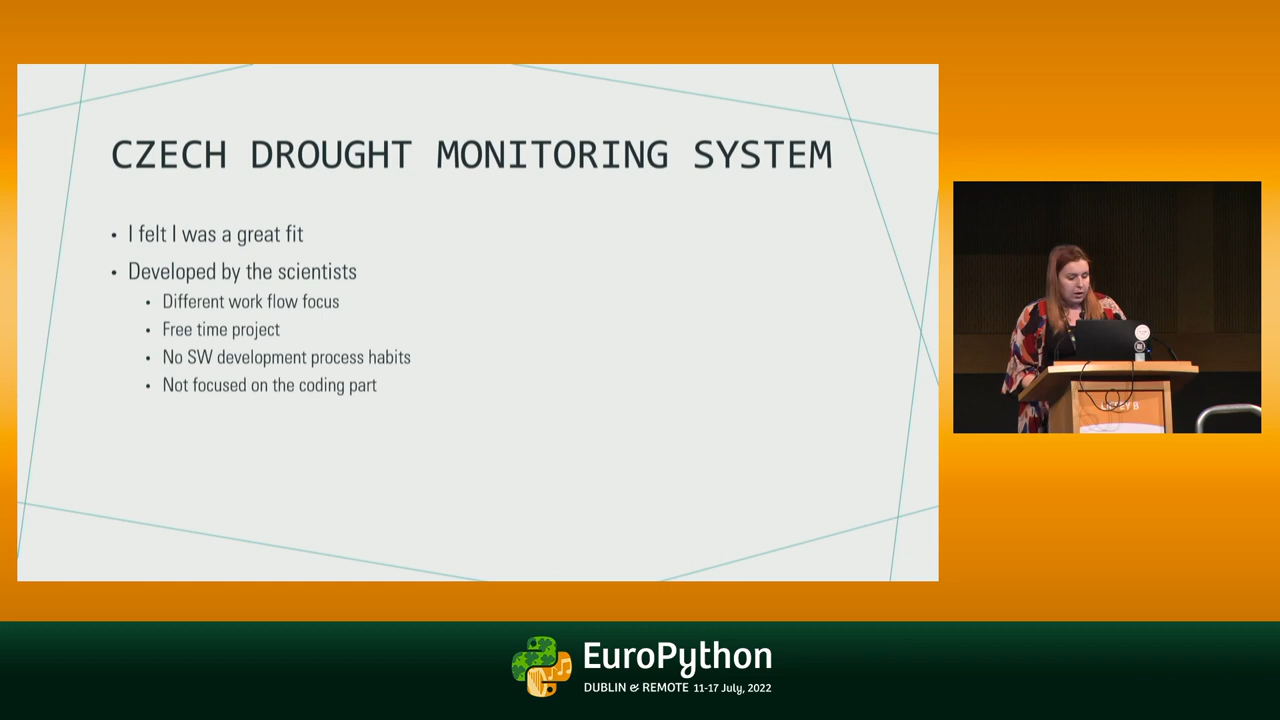 CZECH DROUGHT MONITORING SYSTEM
• I felt I was a great fit
• Developed by the scientists
• Different work flow focus
• Free time project
• No SW development process habits
• Not focused on the coding part
EuroPython
DUBLIN & REMOTE 11-17 July, 2022